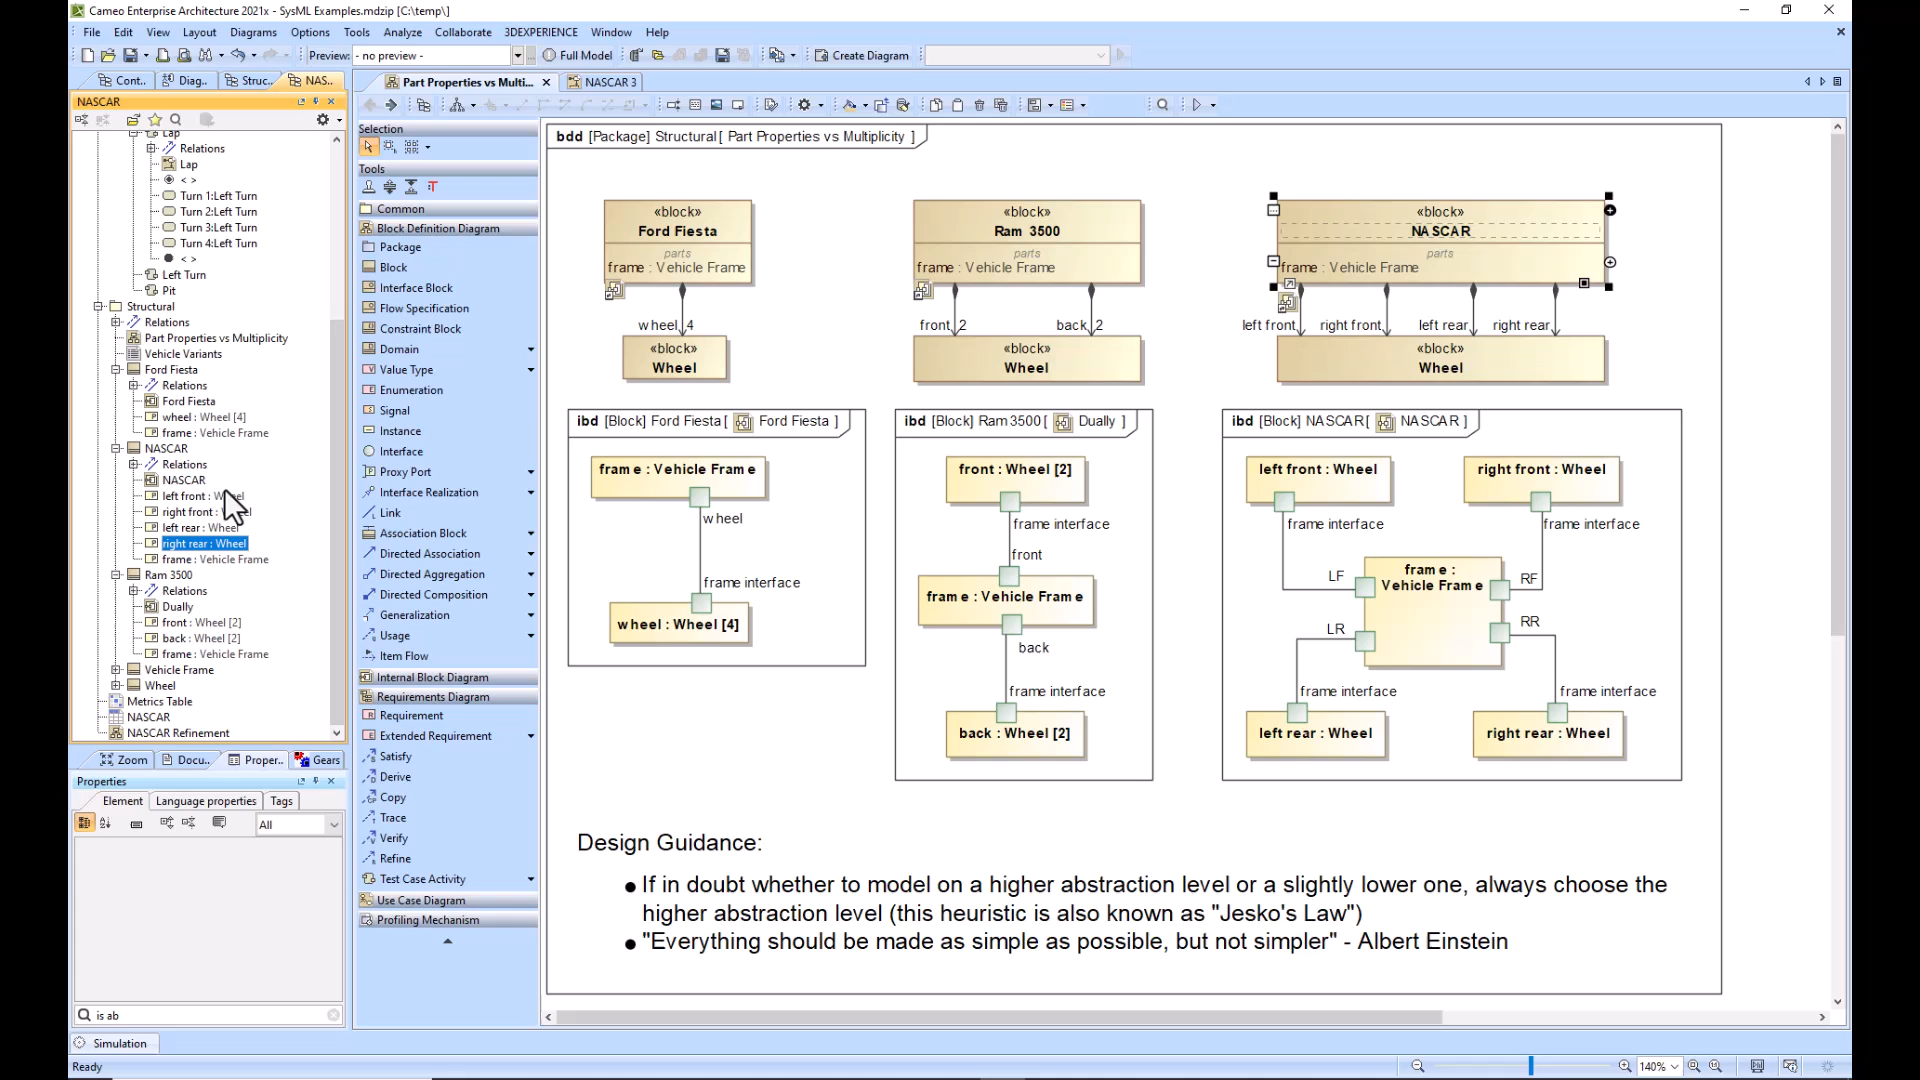 Cameo Enterprise Architecture 2021x - SysML Examples.mdzip [C:\temp\]
File Edit View Layout Diagrams Options Tools Analyze Collaborate 3DEXPERIENCE Window Help
Preview: - no preview - Full Model Create Diagram
Cont.. Diag.. Struc.. NAS..
Part Properties vs Multi... NASCAR 3
NASCAR
Lap
Relations
Lap
< >
Turn 1:Left Turn
Turn 2:Left Turn
Turn 3:Left Turn
Turn 4:Left Turn
< >
Left Turn
Pit
Structural
Relations
Part Properties vs Multiplicity
Vehicle Variants
Ford Fiesta
Relations
Ford Fiesta
wheel : Wheel [4]
frame : Vehicle Frame
NASCAR
Relations
NASCAR
left front : Wheel
right front :
left rear : Wheel
right rear : Wheel
frame : Vehicle Frame
Ram 3500
Relations
Dually
front : Wheel [2]
back : Wheel [2]
frame : Vehicle Frame
Vehicle Frame
Wheel
Metrics Table
NASCAR
NASCAR Refinement
Zoom Docu.. Proper.. Gears
Properties
Element Language properties Tags
All
is ab
Simulation
Ready
Selection
Tools
Common
Block Definition Diagram
Package
Block
Interface Block
Flow Specification
Constraint Block
Domain
Value Type
Enumeration
Signal
Instance
Interface
Proxy Port
Interface Realization
Link
Association Block
Directed Association
Directed Aggregation
Directed Composition
Generalization
Usage
Item Flow
Internal Block Diagram
Requirements Diagram
Requirement
Extended Requirement
Satisfy
Derive
Copy
Trace
Verify
Refine
Test Case Activity
Use Case Diagram
Profiling Mechanism
bdd [Package] Structural[ Part Properties vs Multiplicity ]
«block»
Ford Fiesta
parts
frame : Vehicle Frame
wheel 4
«block»
Wheel
«block»
Ram 3500
parts
frame : Vehicle Frame
front 2 back 2
«block»
Wheel
«block»
NASCAR
parts
frame : Vehicle Frame
left front right front left rear right rear
«block»
Wheel
ibd [Block] Ford Fiesta[ Ford Fiesta ]
frame : Vehicle Frame
wheel
frame interface
wheel : Wheel [4]
ibd [Block] Ram 3500[ Dually ]
front : Wheel [2]
frame interface
front
frame : Vehicle Frame
back
frame interface
back : Wheel [2]
ibd [Block] NASCAR[ NASCAR ]
left front : Wheel right front : Wheel
frame interface frame interface
frame :
Vehicle Frame
LF RF
LR RR
frame interface frame interface
left rear : Wheel right rear : Wheel
Design Guidance:
● If in doubt whether to model on a higher abstraction level or a slightly lower one, always choose the
higher abstraction level (this heuristic is also known as "Jesko's Law")
● "Everything should be made as simple as possible, but not simpler" - Albert Einstein
140%